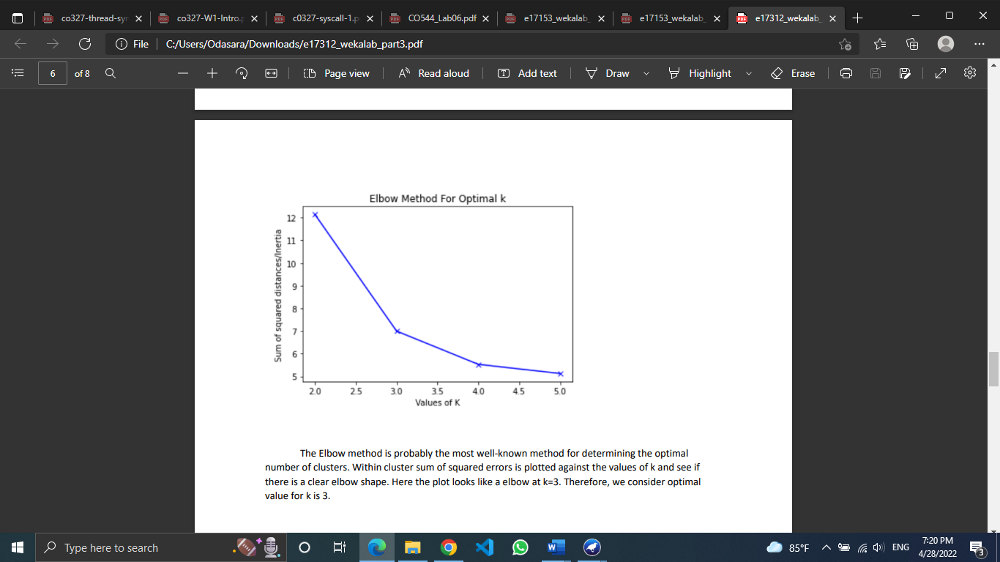 co327-thread-syr
co327-W1-Intro.p
c0327-syscall-1.p
CO544_Lab06.pdf
e17153_wekalab_
e17153_wekalab_
e17312_wekalab_
File
C:/Users/Odasara/Downloads/e17312_wekalab_part3.pdf
6 of 8
Page view
Read aloud
Add text
Draw
Highlight
Erase
Elbow Method For Optimal k
Sum of squared distances/Inertia
12
11
10
9
8
7
6
5
2.0 2.5 3.0 3.5 4.0 4.5 5.0
Values of K
The Elbow method is probably the most well-known method for determining the optimal
number of clusters. Within cluster sum of squared errors is plotted against the values of k and see if
there is a clear elbow shape. Here the plot looks like a elbow at k=3. Therefore, we consider optimal
value for k is 3.
Type here to search
85°F
ENG
7:20 PM
4/28/2022
3